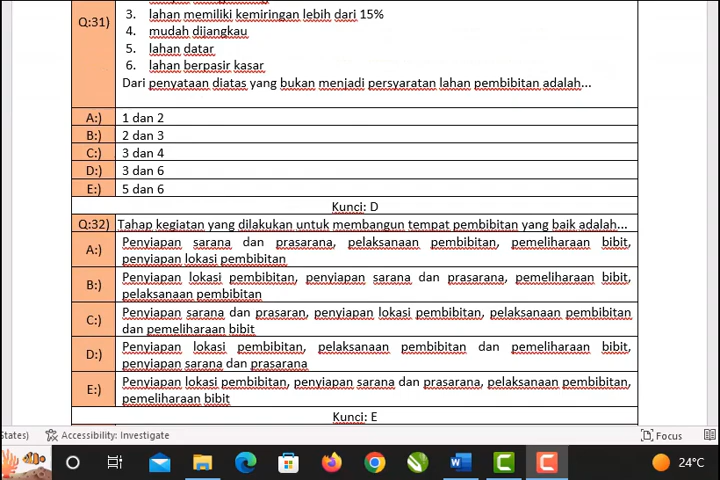 Q:31)
3. lahan memiliki kemiringan lebih dari 15%
4. mudah dijangkau
5. lahan datar
6. lahan berpasir kasar
Dari penyataan diatas yang bukan menjadi persyaratan lahan pembibitan adalah...
A:) 1 dan 2
B:) 2 dan 3
C:) 3 dan 4
D:) 3 dan 6
E:) 5 dan 6
Kunci: D
Q:32) Tahap kegiatan yang dilakukan untuk membangun tempat pembibitan yang baik adalah...
A:) Penyiapan sarana dan prasarana, pelaksanaan pembibitan, pemeliharaan bibit,
penyiapan lokasi pembibitan
B:) Penyiapan lokasi pembibitan, penyiapan sarana dan prasarana, pemeliharaan bibit,
pelaksanaan pembibitan
C:) Penyiapan sarana dan prasaran, penyiapan lokasi pembibitan, pelaksanaan pembibitan
dan pemeliharaan bibit
D:) Penyiapan lokasi pembibitan, pelaksanaan pembibitan dan pemeliharaan bibit,
penyiapan sarana dan prasarana
E:) Penyiapan lokasi pembibitan, penyiapan sarana dan prasarana, pelaksanaan pembibitan,
pemeliharaan bibit
Kunci: E
States) Accessibility: Investigate Focus
24°C